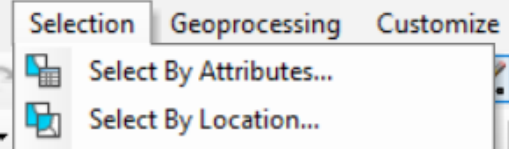 Selection Geoprocessing Customize
Select By Attributes...
Select By Location...